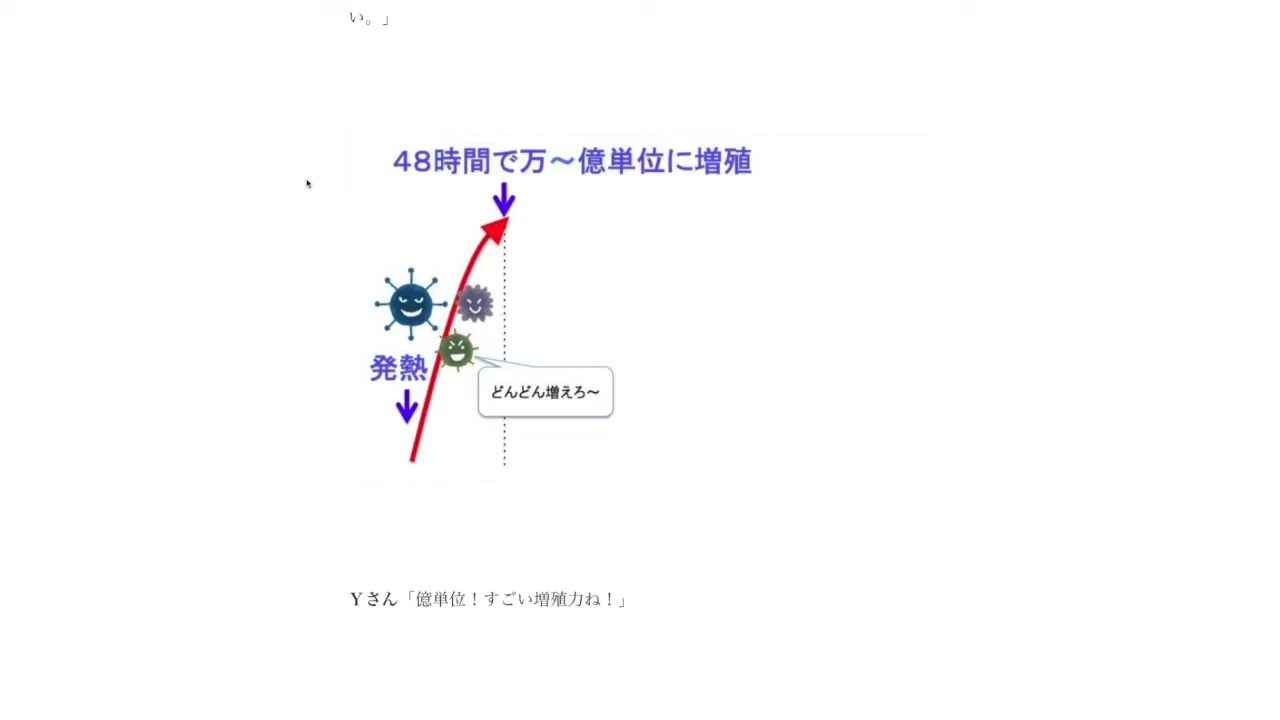 い。」
48時間で万～億単位に増殖
発熱
どんどん増えろ～
Yさん「億単位！すごい増殖力ね！」